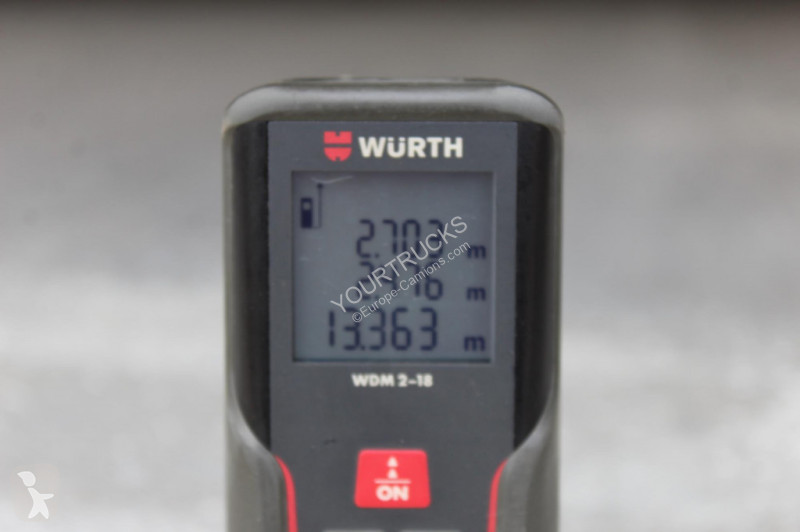 WÜRTH
2.703 m
m
13.363 m
YOURTRUCKS
©Europe-Camions.com
WDM 2-18
ON